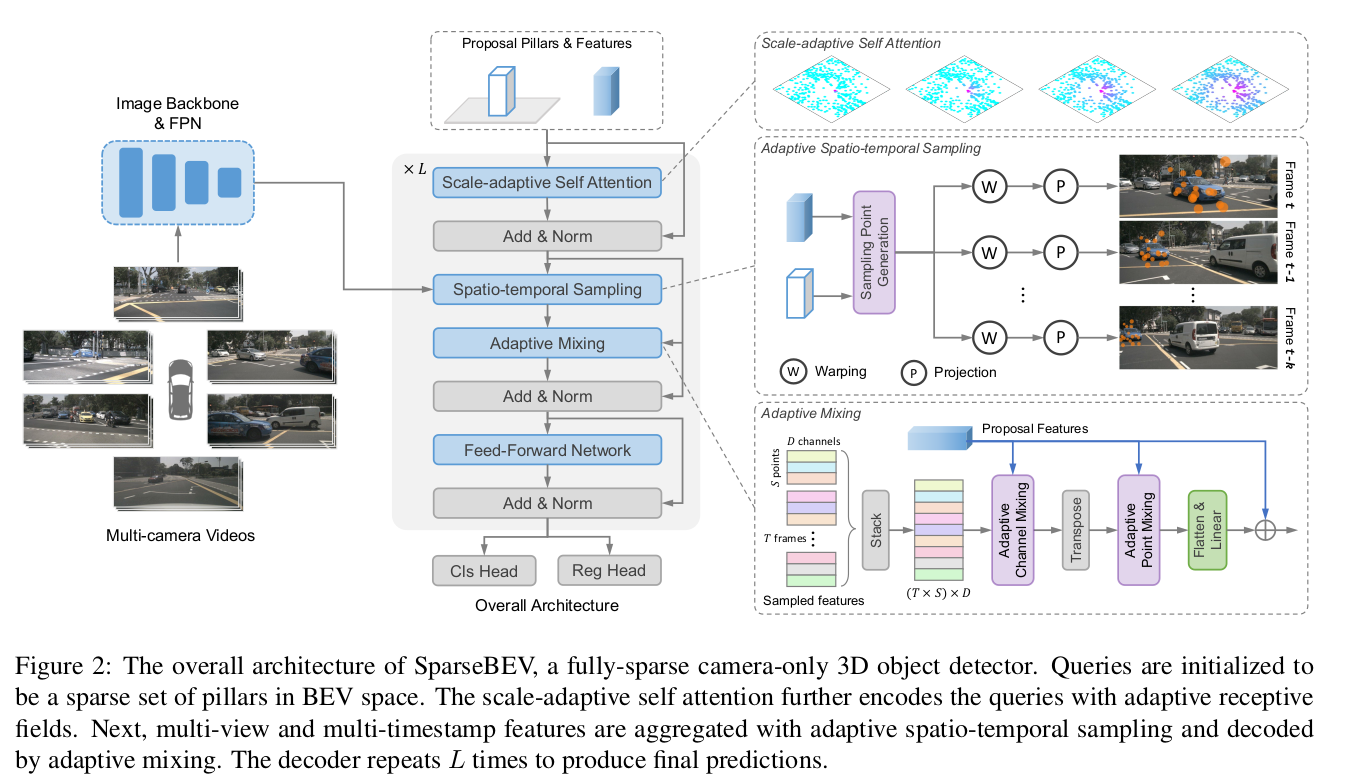 Proposal Pillars & Features
Image Backbone
& FPN
Multi-camera Videos
× L
Scale-adaptive Self Attention
Add & Norm
Spatio-temporal Sampling
Adaptive Mixing
Add & Norm
Feed-Forward Network
Add & Norm
Cls Head
Reg Head
Overall Architecture
Scale-adaptive Self Attention
Adaptive Spatio-temporal Sampling
Sampling Point
Generation
W
P
Frame t
W
P
Frame t-1
W
P
Frame t-k
W
Warping
P
Projection
Adaptive Mixing
Proposal Features
D channels
S points
T frames
Sampled features
Stack
(T × S) × D
Adaptive
Channel Mixing
Transpose
Adaptive
Point Mixing
Flatten &
Linear
Figure 2: The overall architecture of SparseBEV, a fully-sparse camera-only 3D object detector. Queries are initialized to
be a sparse set of pillars in BEV space. The scale-adaptive self attention further encodes the queries with adaptive receptive
fields. Next, multi-view and multi-timestamp features are aggregated with adaptive spatio-temporal sampling and decoded
by adaptive mixing. The decoder repeats L times to produce final predictions.